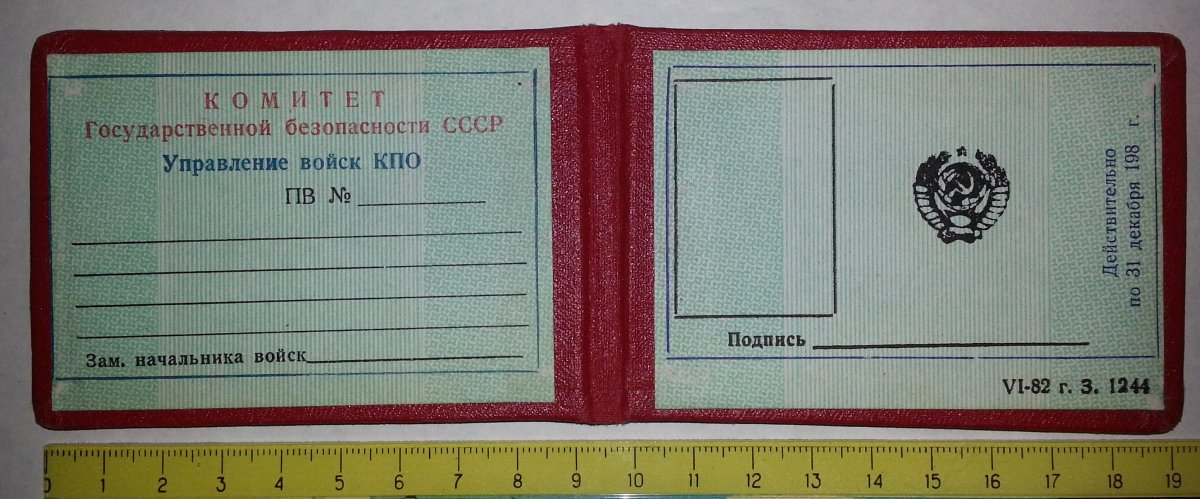 КОМИТЕТ
Государственной безопасности СССР
Управление войск КПО
ПВ №
Зам. начальника войск
Подпись
Действительно
по 31 декабря 198 г.
VI-82 г. З. 1244
0 1 2 3 4 5 6 7 8 9 10 11 12 13 14 15 16 17 18 19